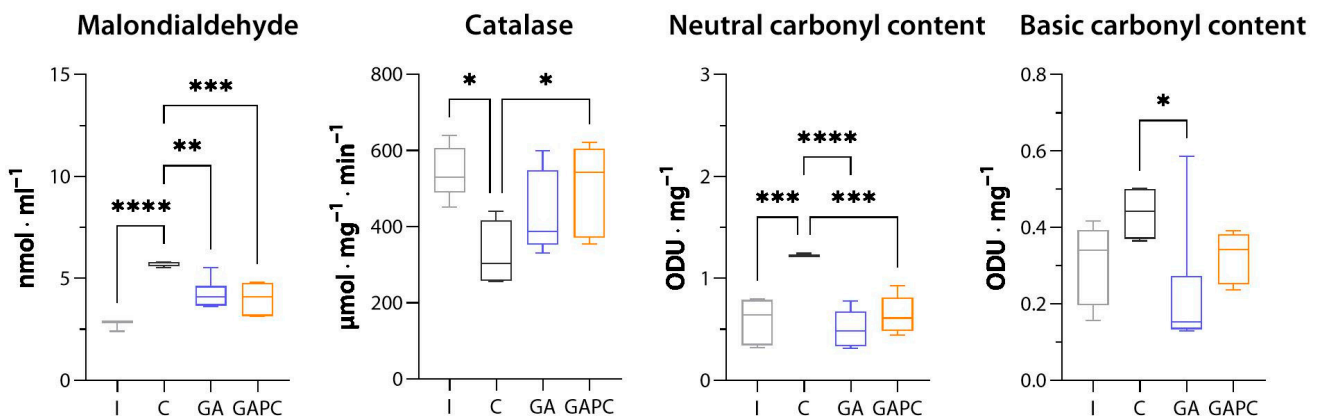 Malondialdehyde
nmol · ml⁻¹
15
10
5
0
****
**
***
I C GA GAPC
Catalase
µmol · mg⁻¹ · min⁻¹
800
600
400
200
0
*
*
I C GA GAPC
Neutral carbonyl content
ODU · mg⁻¹
3
2
1
0
***
****
***
I C GA GAPC
Basic carbonyl content
ODU · mg⁻¹
0.8
0.6
0.4
0.2
0.0
*
I C GA GAPC